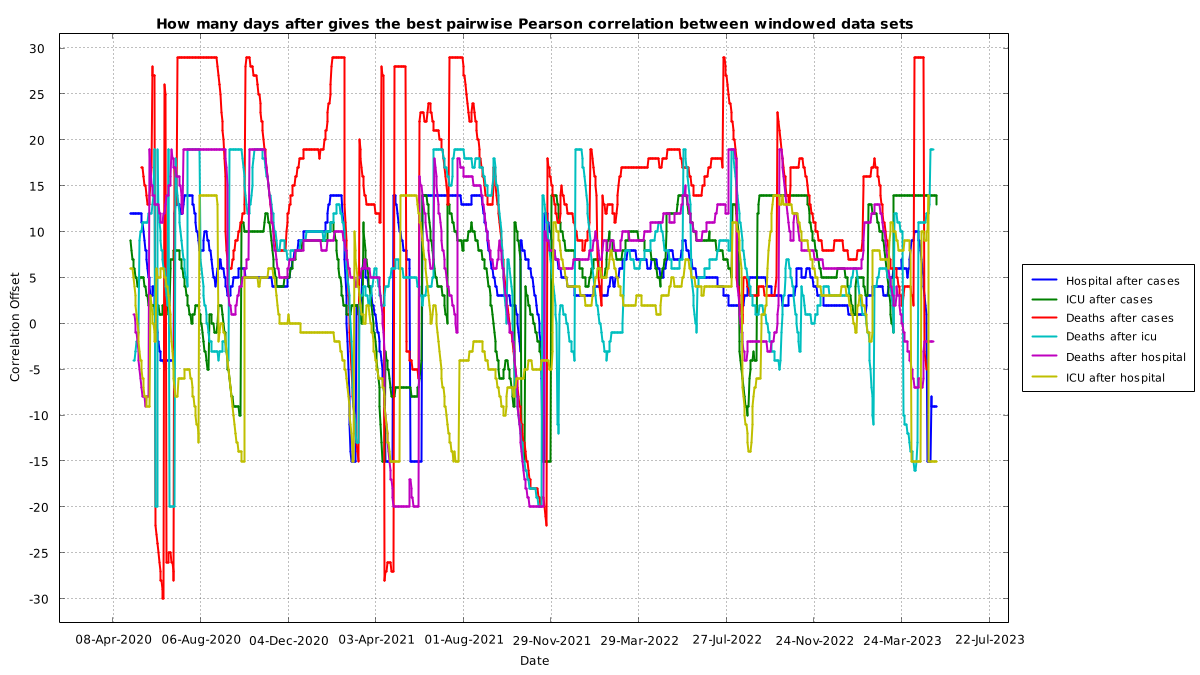 How many days after gives the best pairwise Pearson correlation between windowed data sets
30
25
20
15
10
5
0
-5
-10
-15
-20
-25
-30
Correlation Offset
08-Apr-2020 06-Aug-2020 04-Dec-2020 03-Apr-2021 01-Aug-2021 29-Nov-2021 29-Mar-2022 27-Jul-2022 24-Nov-2022 24-Mar-2023 22-Jul-2023
Date
Hospital after cases
ICU after cases
Deaths after cases
Deaths after icu
Deaths after hospital
ICU after hospital